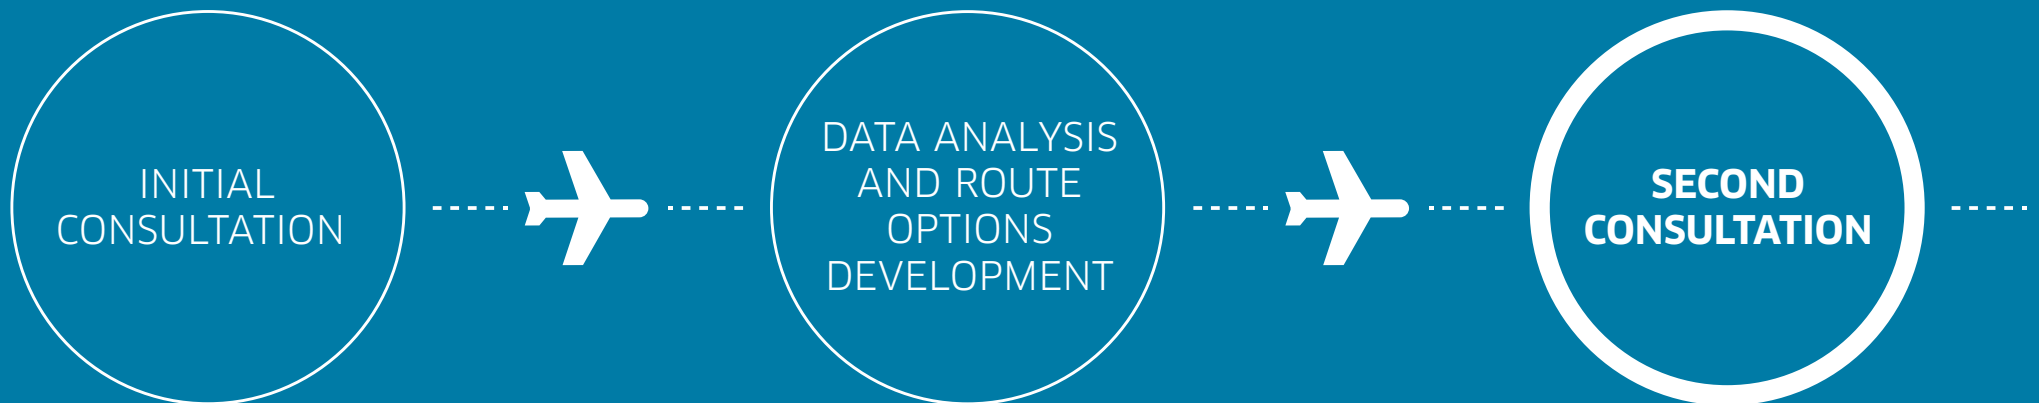 INITIAL
CONSULTATION
DATA ANALYSIS
AND ROUTE
OPTIONS
DEVELOPMENT
SECOND
CONSULTATION